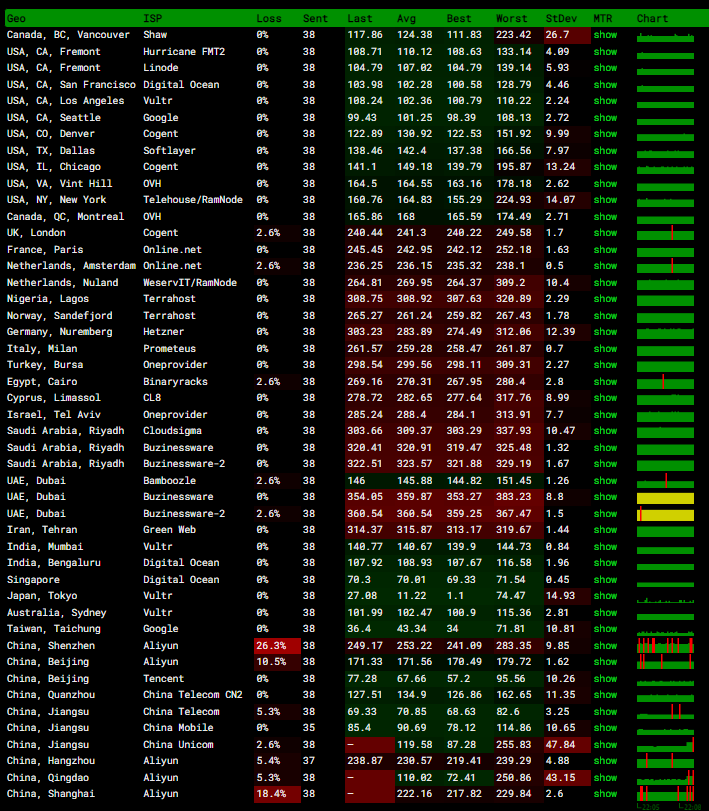 Geo ISP Loss Sent Last Avg Best Worst StDev MTR Chart
Canada, BC, Vancouver Shaw 0% 38 117.86 124.38 111.83 223.42 26.7 show
USA, CA, Fremont Hurricane FMT2 0% 38 108.71 110.12 108.63 133.14 4.09 show
USA, CA, Fremont Linode 0% 38 104.79 107.02 104.79 139.14 5.93 show
USA, CA, San Francisco Digital Ocean 0% 38 103.98 102.28 100.58 128.79 4.46 show
USA, CA, Los Angeles Vultr 0% 38 108.24 102.36 100.79 110.22 2.24 show
USA, CA, Seattle Google 0% 38 99.43 101.25 98.39 108.13 2.72 show
USA, CO, Denver Cogent 0% 38 122.89 130.92 122.53 151.92 9.99 show
USA, TX, Dallas Softlayer 0% 38 138.46 142.4 137.38 166.56 7.97 show
USA, IL, Chicago Cogent 0% 38 141.1 149.18 139.79 195.87 13.24 show
USA, VA, Vint Hill OVH 0% 38 164.5 164.55 163.16 178.18 2.62 show
USA, NY, New York Telehouse/RamNode 0% 38 160.76 164.83 155.29 224.93 14.07 show
Canada, QC, Montreal OVH 0% 38 165.86 168 165.59 174.49 2.71 show
UK, London Cogent 2.6% 38 240.44 241.3 240.22 249.58 1.7 show
France, Paris Online.net 0% 38 245.45 242.95 242.12 252.18 1.63 show
Netherlands, Amsterdam Online.net 2.6% 38 236.25 236.15 235.32 238.1 0.5 show
Netherlands, Nuland WeservIT/RamNode 0% 38 264.81 269.95 264.37 309.2 10.4 show
Nigeria, Lagos Terrahost 0% 38 308.75 308.92 307.63 320.89 2.29 show
Norway, Sandefjord Terrahost 0% 38 265.27 261.24 259.82 267.43 1.78 show
Germany, Nuremberg Hetzner 0% 38 303.23 283.89 274.49 312.06 12.39 show
Italy, Milan Prometeus 0% 38 261.57 259.28 258.47 261.87 0.7 show
Turkey, Bursa Oneprovider 0% 38 298.54 299.56 298.11 309.31 2.27 show
Egypt, Cairo Binaryracks 2.6% 38 269.16 270.31 267.95 280.4 2.8 show
Cyprus, Limassol CL8 0% 38 278.72 282.65 277.64 317.76 8.99 show
Israel, Tel Aviv Oneprovider 0% 38 285.24 288.4 284.1 313.91 7.7 show
Saudi Arabia, Riyadh Cloudsigma 0% 38 303.66 309.37 303.29 337.93 10.47 show
Saudi Arabia, Riyadh Buzinessware 0% 38 320.41 320.91 319.47 325.48 1.32 show
Saudi Arabia, Riyadh Buzinessware-2 0% 38 322.51 323.57 321.88 329.19 1.67 show
UAE, Dubai Bamboozle 2.6% 38 146 145.88 144.82 151.45 1.26 show
UAE, Dubai Buzinessware 0% 38 354.05 359.87 353.27 383.23 8.8 show
UAE, Dubai Buzinessware-2 2.6% 38 360.54 360.54 359.25 367.47 1.5 show
Iran, Tehran Green Web 0% 38 314.37 315.87 313.17 319.67 1.44 show
India, Mumbai Vultr 0% 38 140.77 140.67 139.9 144.73 0.84 show
India, Bengaluru Digital Ocean 0% 38 107.92 108.93 107.67 116.58 1.96 show
Singapore Digital Ocean 0% 38 70.3 70.01 69.33 71.54 0.45 show
Japan, Tokyo Vultr 0% 38 27.08 11.22 1.1 74.47 14.93 show
Australia, Sydney Vultr 0% 38 101.99 102.47 100.9 115.36 2.81 show
Taiwan, Taichung Google 0% 38 36.4 43.34 34 71.81 10.81 show
China, Shenzhen Aliyun 26.3% 38 249.17 253.22 241.09 283.35 9.85 show
China, Beijing Aliyun 10.5% 38 171.33 171.56 170.49 179.72 1.62 show
China, Beijing Tencent 0% 38 77.28 67.66 57.2 95.56 10.26 show
China, Quanzhou China Telecom CN2 0% 38 127.51 134.9 126.86 162.65 11.35 show
China, Jiangsu China Telecom 5.3% 38 69.33 70.85 68.63 82.6 3.25 show
China, Jiangsu China Mobile 0% 35 85.4 90.69 78.12 114.86 10.65 show
China, Jiangsu China Unicom 2.6% 38 – 119.58 87.28 255.83 47.84 show
China, Hangzhou Aliyun 5.4% 37 238.87 230.57 219.41 239.29 4.88 show
China, Qingdao Aliyun 5.3% 38 – 110.02 72.41 250.86 43.15 show
China, Shanghai Aliyun 18.4% 38 – 222.16 217.82 229.84 2.6 show